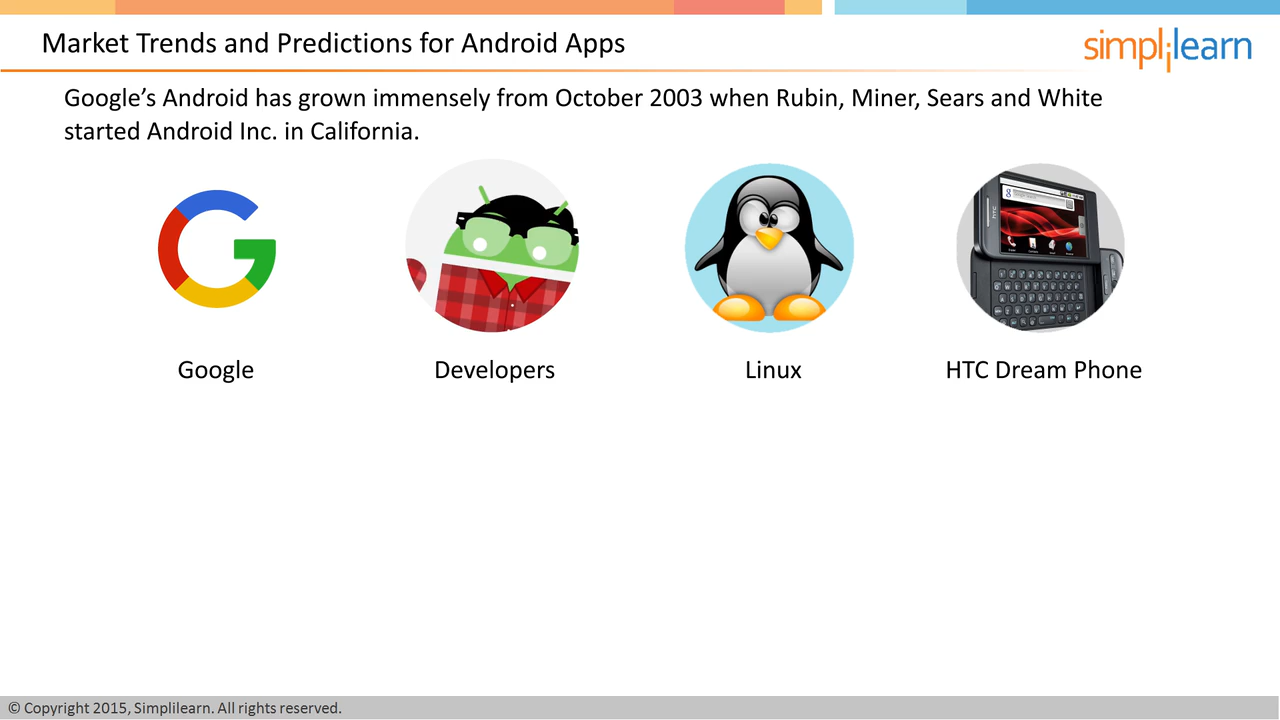 Market Trends and Predictions for Android Apps
simplilearn
Google’s Android has grown immensely from October 2003 when Rubin, Miner, Sears and White
started Android Inc. in California.
Google
Developers
Linux
HTC Dream Phone
© Copyright 2015, Simplilearn. All rights reserved.